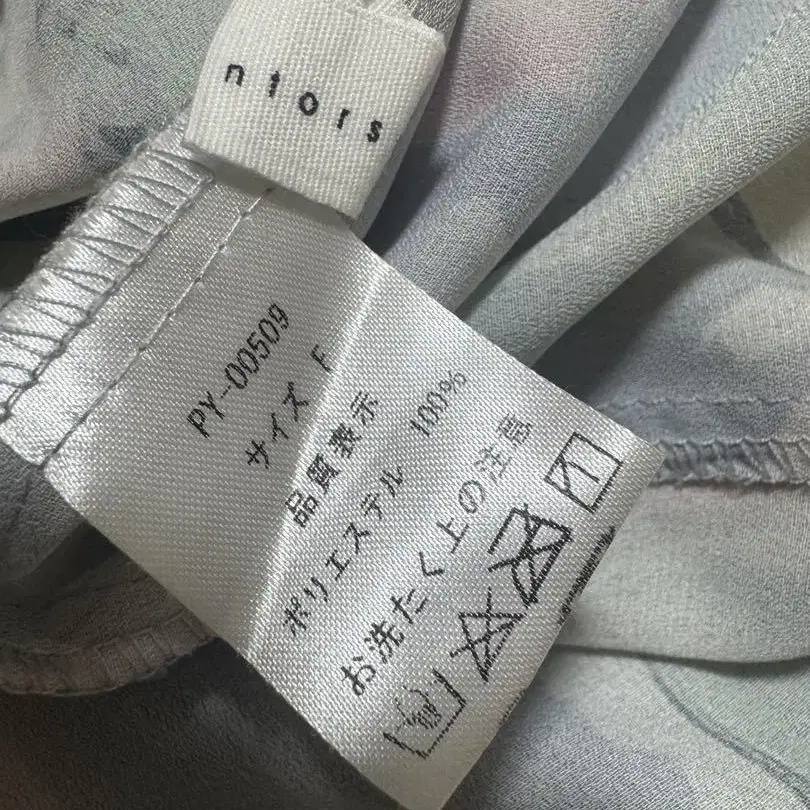 ntors
PY-00509
サイズ F
品質表示
ポリエステル 100%
お洗たく上の注意